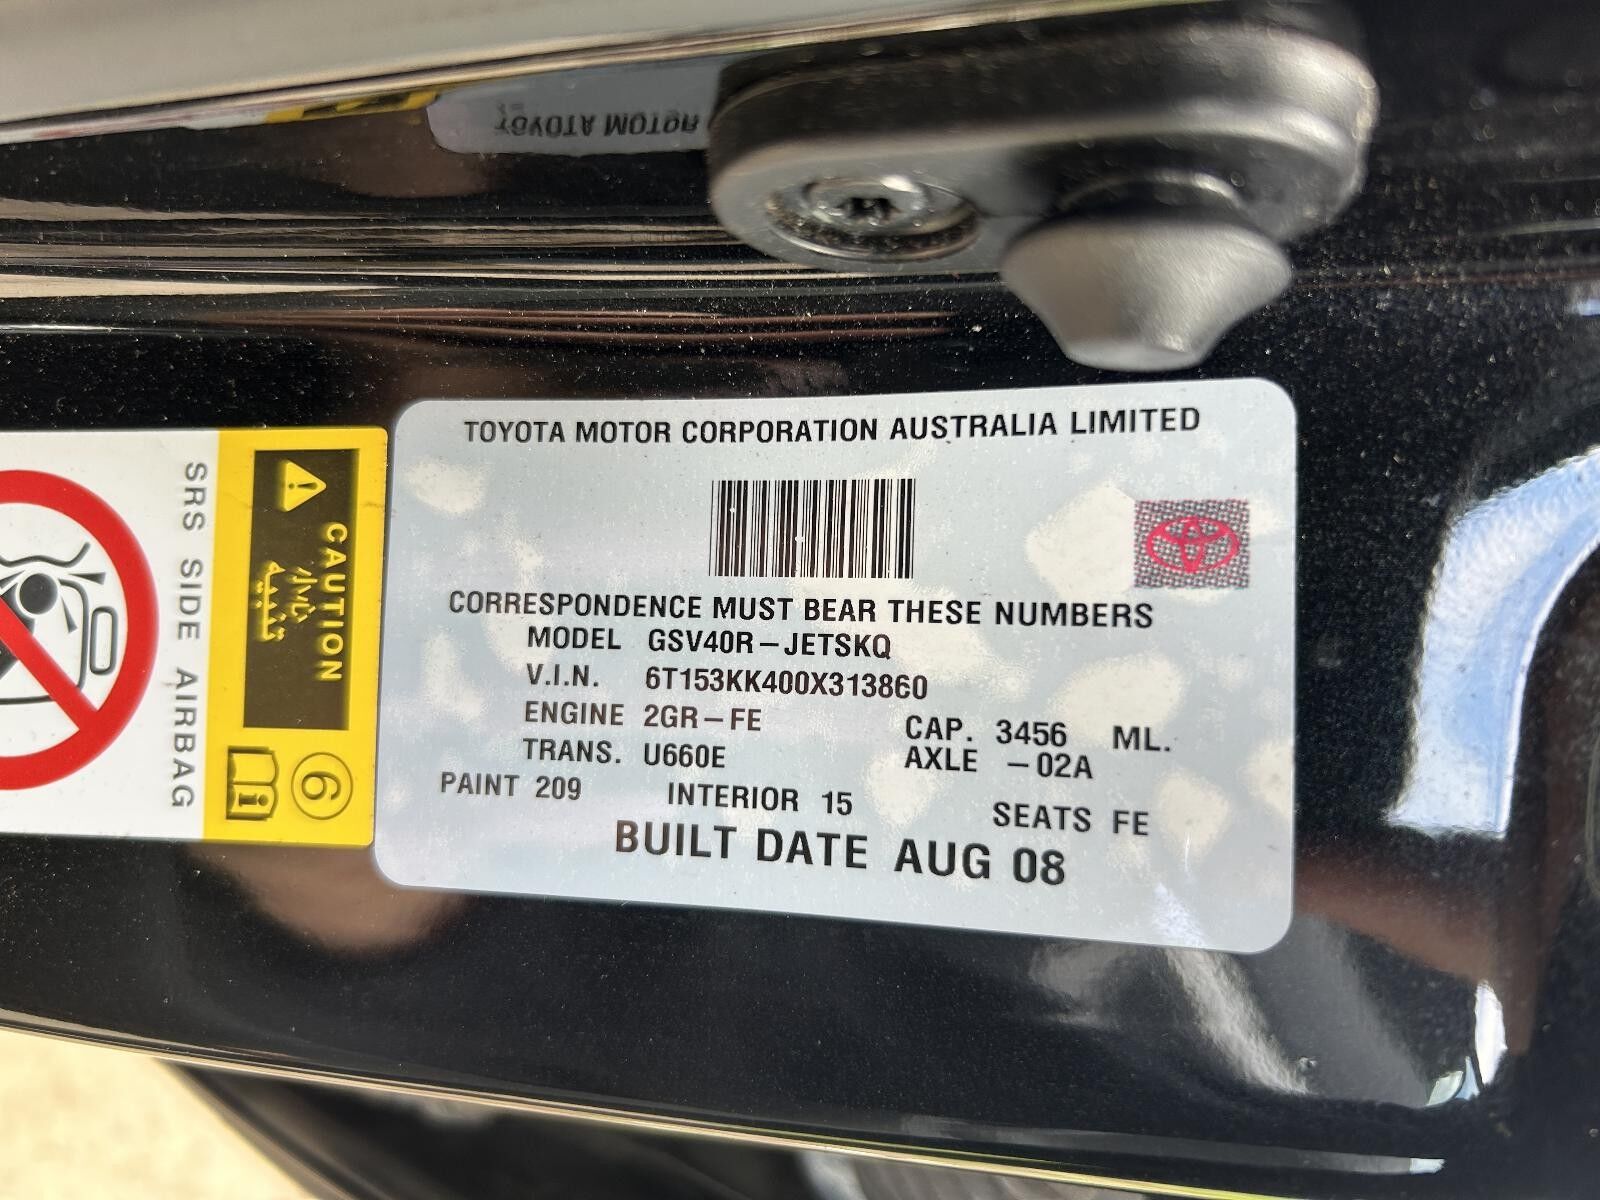 TOYOTA MOTOR
TOYOTA MOTOR CORPORATION AUSTRALIA LIMITED
CORRESPONDENCE MUST BEAR THESE NUMBERS
MODEL GSV40R-JETSKQ
V.I.N. 6T153KK400X313860
ENGINE 2GR-FE CAP. 3456 ML.
TRANS. U660E AXLE -02A
PAINT 209 INTERIOR 15 SEATS FE
BUILT DATE AUG 08
CAUTION
تنبيه
6
i
SRS SIDE AIRBAG